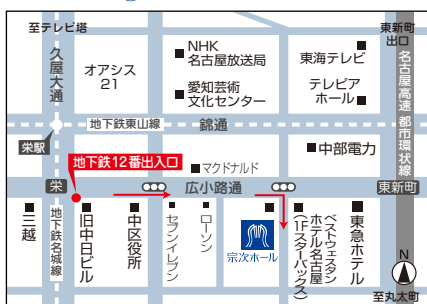 至テレビ塔
久屋大通
オアシス
21
NHK
名古屋放送局
愛知芸術
文化センター
東海テレビ
テレピア
ホール
東新町
出口
名古屋高速 都市環状線
地下鉄東山線
錦通
栄駅
地下鉄12番出入口
マクドナルド
中部電力
栄
広小路通
東新町
三越
地下鉄名城線
旧中日ビル
中区役所
セブンイレブン
ローソン
宗次ホール
ベストウェスタン
ホテル名古屋
(1Fスターバックス)
東急ホテル
N
至丸太町